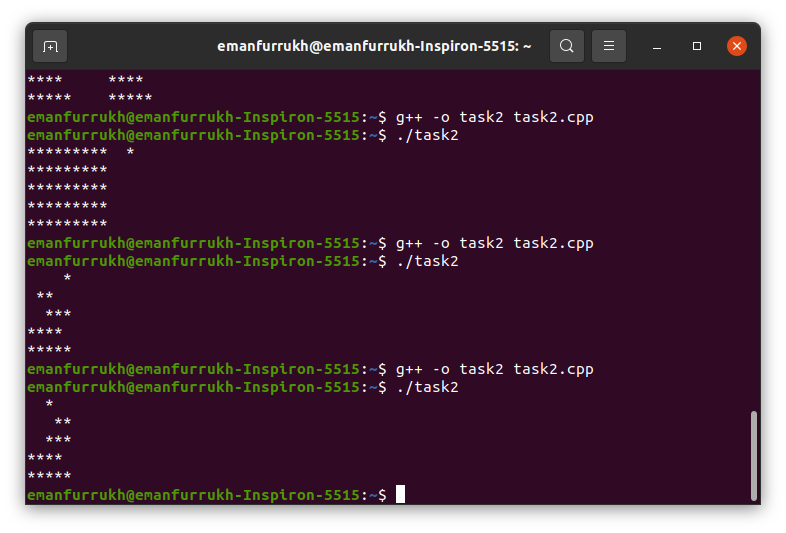 emanfurrukh@emanfurrukh-Inspiron-5515: ~
****     ****
*****    *****
emanfurrukh@emanfurrukh-Inspiron-5515:~$ g++ -o task2 task2.cpp
emanfurrukh@emanfurrukh-Inspiron-5515:~$ ./task2
*********  *
*********
*********
*********
*********
emanfurrukh@emanfurrukh-Inspiron-5515:~$ g++ -o task2 task2.cpp
emanfurrukh@emanfurrukh-Inspiron-5515:~$ ./task2
    *
 **
  ***
****
*****
emanfurrukh@emanfurrukh-Inspiron-5515:~$ g++ -o task2 task2.cpp
emanfurrukh@emanfurrukh-Inspiron-5515:~$ ./task2
  *
   **
  ***
****
*****
emanfurrukh@emanfurrukh-Inspiron-5515:~$